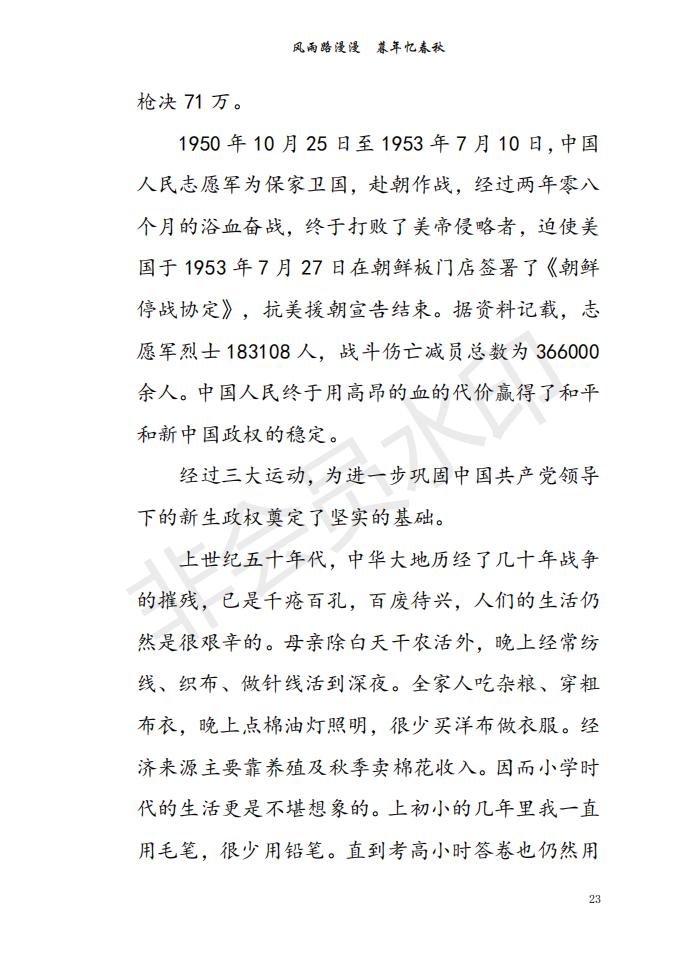 风雨路漫漫　暮年忆春秋
枪决 71 万。
1950 年 10 月 25 日至 1953 年 7 月 10 日，中国
人民志愿军为保家卫国，赴朝作战，经过两年零八
个月的浴血奋战，终于打败了美帝侵略者，迫使美
国于 1953 年 7 月 27 日在朝鲜板门店签署了《朝鲜
停战协定》，抗美援朝宣告结束。据资料记载，志
愿军烈士 183108 人，战斗伤亡减员总数为 366000
余人。中国人民终于用高昂的血的代价赢得了和平
和新中国政权的稳定。
经过三大运动，为进一步巩固中国共产党领导
下的新生政权奠定了坚实的基础。
上世纪五十年代，中华大地历经了几十年战争
的摧残，已是千疮百孔，百废待兴，人们的生活仍
然是很艰辛的。母亲除白天干农活外，晚上经常纺
线、织布、做针线活到深夜。全家人吃杂粮、穿粗
布衣，晚上点棉油灯照明，很少买洋布做衣服。经
济来源主要靠养殖及秋季卖棉花收入。因而小学时
代的生活更是不堪想象的。上初小的几年里我一直
用毛笔，很少用铅笔。直到考高小时答卷也仍然用
23
非会员水印